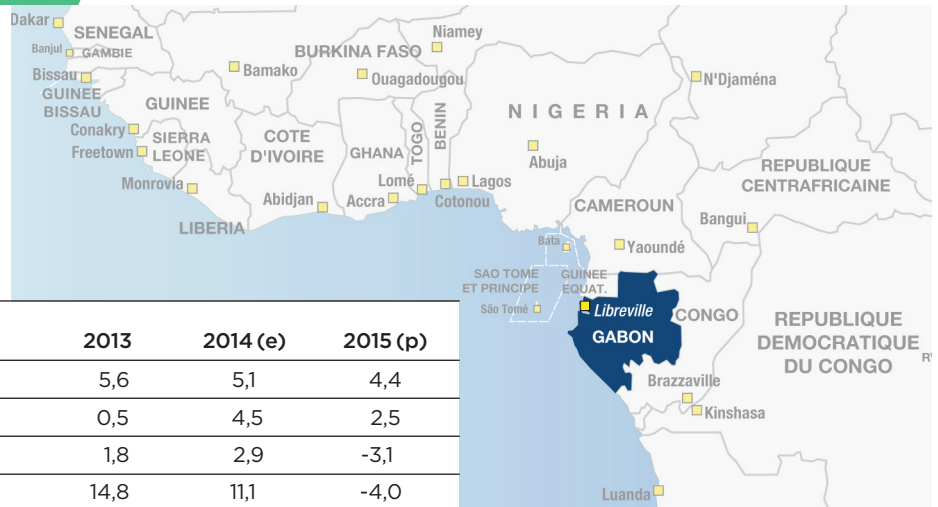 Dakar
SENEGAL
Banjul
GAMBIE
Bissau
GUINEE
BISSAU
Bamako
BURKINA FASO
Ouagadougou
Niamey
N'Djaména
GUINEE
Conakry
SIERRA
LEONE
Freetown
Monrovia
LIBERIA
COTE
D'IVOIRE
Abidjan
GHANA
Accra
TOGO
Lomé
BENIN
Cotonou
Lagos
NIGERIA
Abuja
CAMEROUN
Yaoundé
REPUBLIQUE
CENTRAFRICAINE
Bangui
Bata
SAO TOME
ET PRINCIPE
São Tomé
GUINEE
EQUAT.
Libreville
GABON
CONGO
Brazzaville
Kinshasa
REPUBLIQUE
DEMOCRATIQUE
DU CONGO
Luanda
2013 2014 (e) 2015 (p)
5,6 5,1 4,4
0,5 4,5 2,5
1,8 2,9 -3,1
14,8 11,1 -4,0